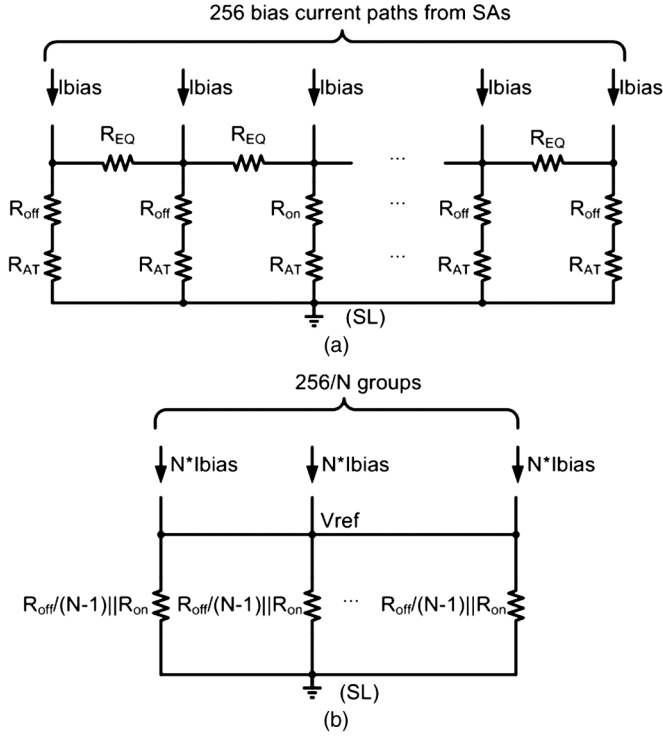 256 bias current paths from SAs
Ibias Ibias Ibias Ibias Ibias
REQ REQ ... REQ
Roff Roff Ron ... Roff Roff
RAT RAT RAT ... RAT RAT
(SL)
(a)
256/N groups
N*Ibias N*Ibias N*Ibias
Vref
Roff/(N-1)||Ron Roff/(N-1)||Ron ... Roff/(N-1)||Ron
(SL)
(b)